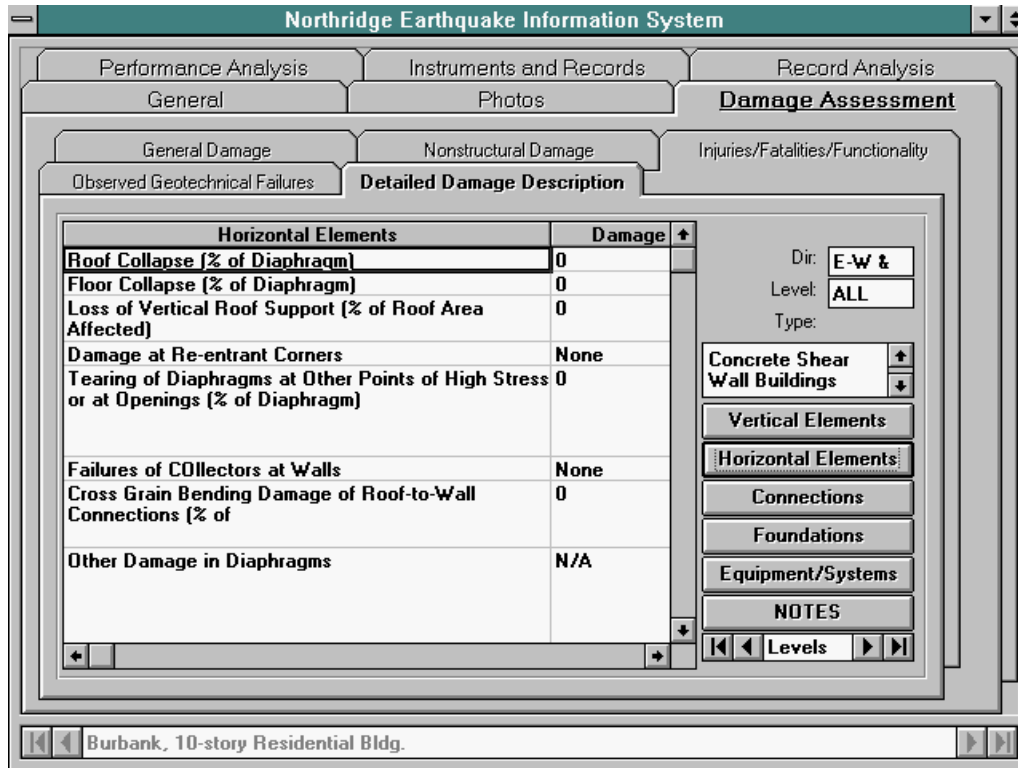 Northridge Earthquake Information System
Performance Analysis
Instruments and Records
Record Analysis
General
Photos
Damage Assessment
General Damage
Nonstructural Damage
Injuries/Fatalities/Functionality
Observed Geotechnical Failures
Detailed Damage Description
Horizontal Elements
Damage
Roof Collapse (% of Diaphragm)
0
Floor Collapse (% of Diaphragm)
0
Loss of Vertical Roof Support (% of Roof Area
Affected)
0
Damage at Re-entrant Corners
None
Tearing of Diaphragms at Other Points of High Stress
or at Openings (% of Diaphragm)
0
Failures of COllectors at Walls
None
Cross Grain Bending Damage of Roof-to-Wall
Connections (% of
0
Other Damage in Diaphragms
N/A
Dir:
E-W &
Level:
ALL
Type:
Concrete Shear
Wall Buildings
Vertical Elements
Horizontal Elements
Connections
Foundations
Equipment/Systems
NOTES
Levels
Burbank, 10-story Residential Bldg.